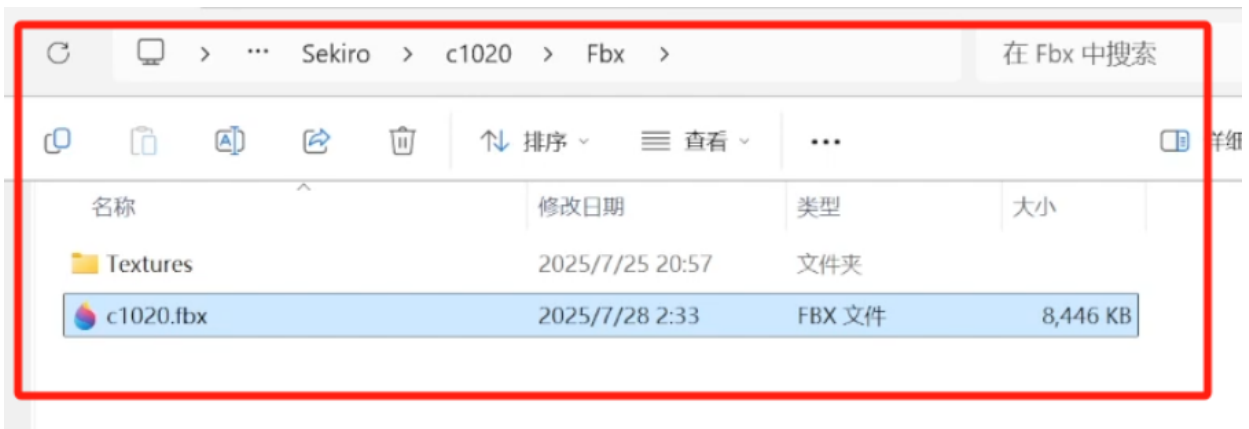 Sekiro > c1020 > Fbx > 在 Fbx 中搜索
排序 查看 ••• 详细
名称 修改日期 类型 大小
Textures 2025/7/25 20:57 文件夹
c1020.fbx 2025/7/28 2:33 FBX 文件 8,446 KB